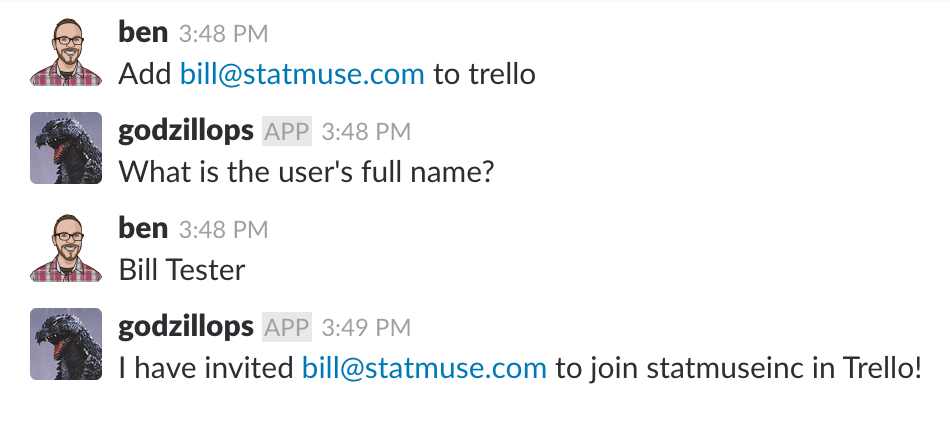 ben 3:48 PM
Add bill@statmuse.com to trello
godzillops APP 3:48 PM
What is the user's full name?
ben 3:48 PM
Bill Tester
godzillops APP 3:49 PM
I have invited bill@statmuse.com to join statmuseinc in Trello!